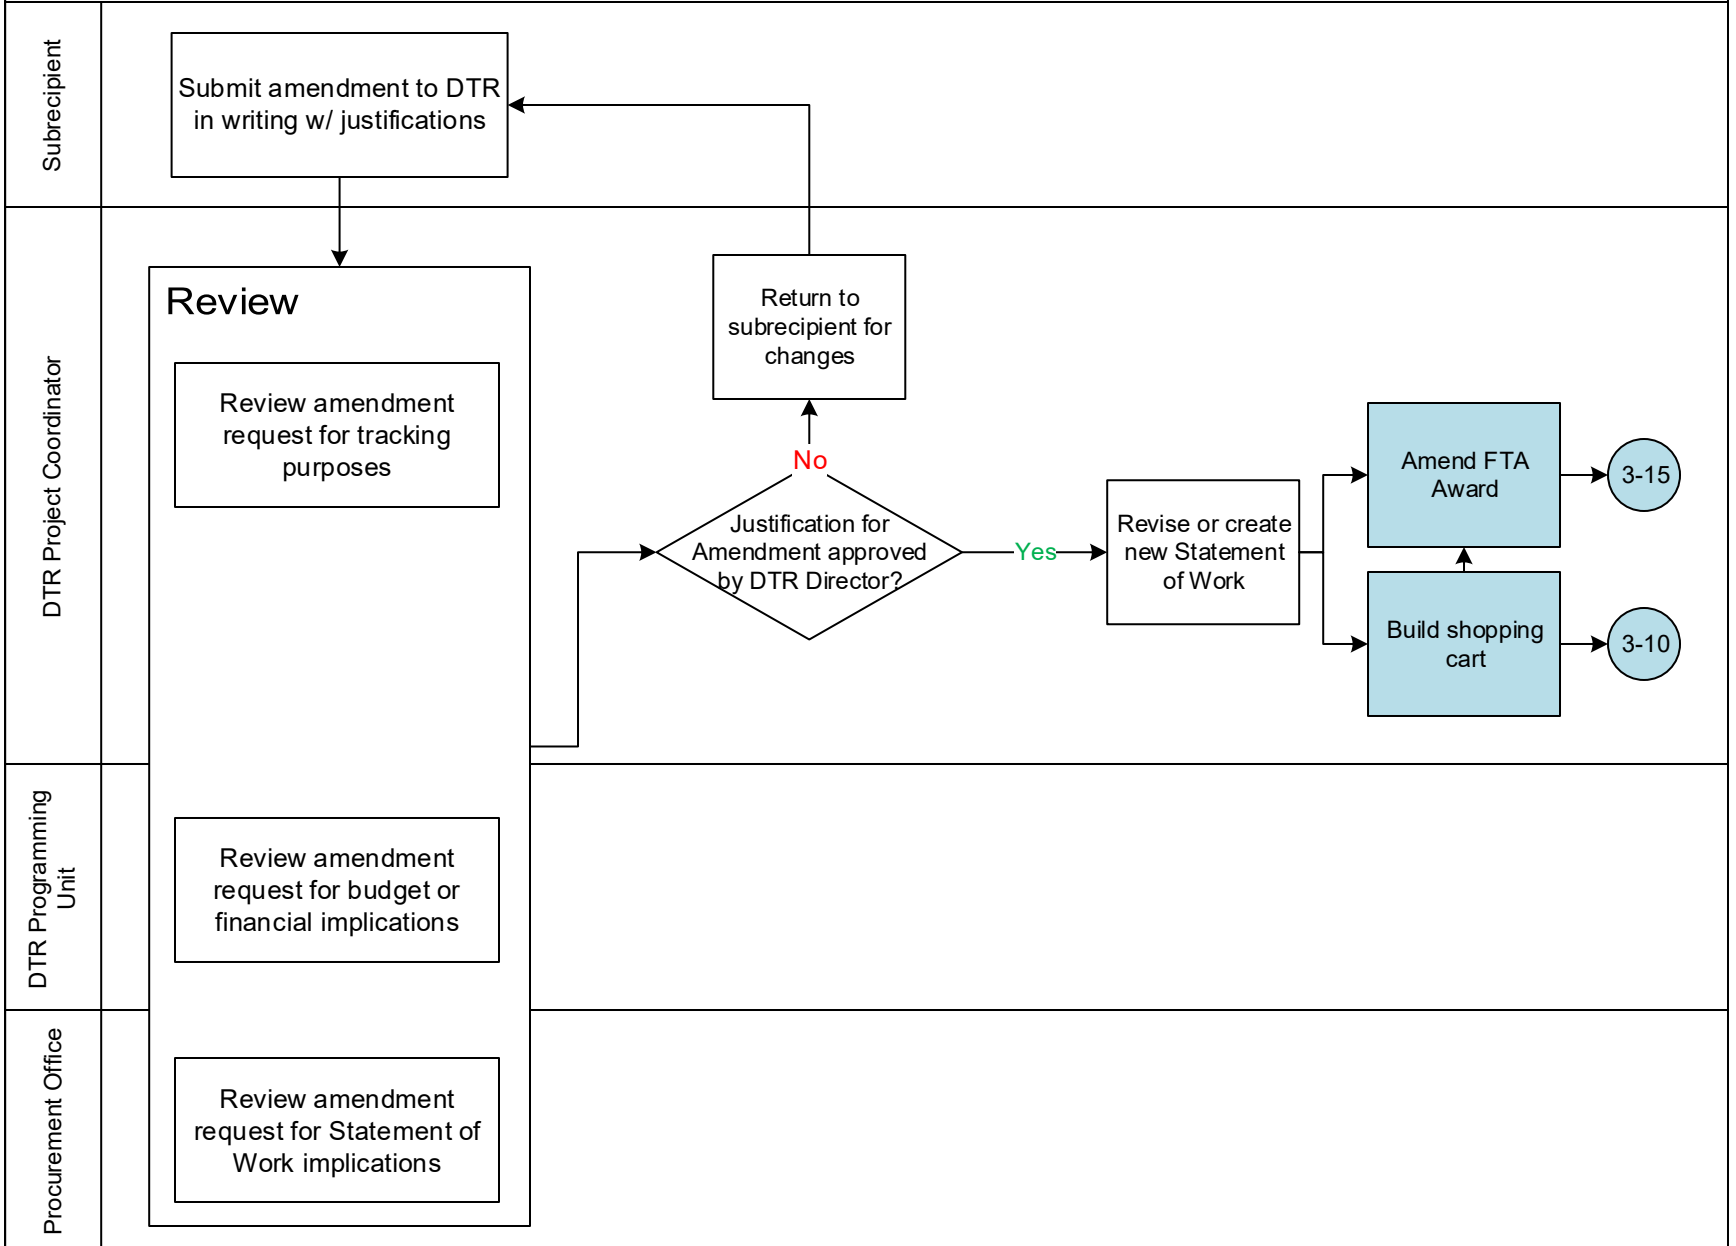 Subrecipient
Submit amendment to DTR
in writing w/ justifications
DTR Project Coordinator
Review
Review amendment
request for tracking
purposes
Return to
subrecipient for
changes
No
Justification for
Amendment approved
by DTR Director?
Yes
Revise or create
new Statement
of Work
Amend FTA
Award
3-15
Build shopping
cart
3-10
DTR Programming
Unit
Review amendment
request for budget or
financial implications
Procurement Office
Review amendment
request for Statement of
Work implications